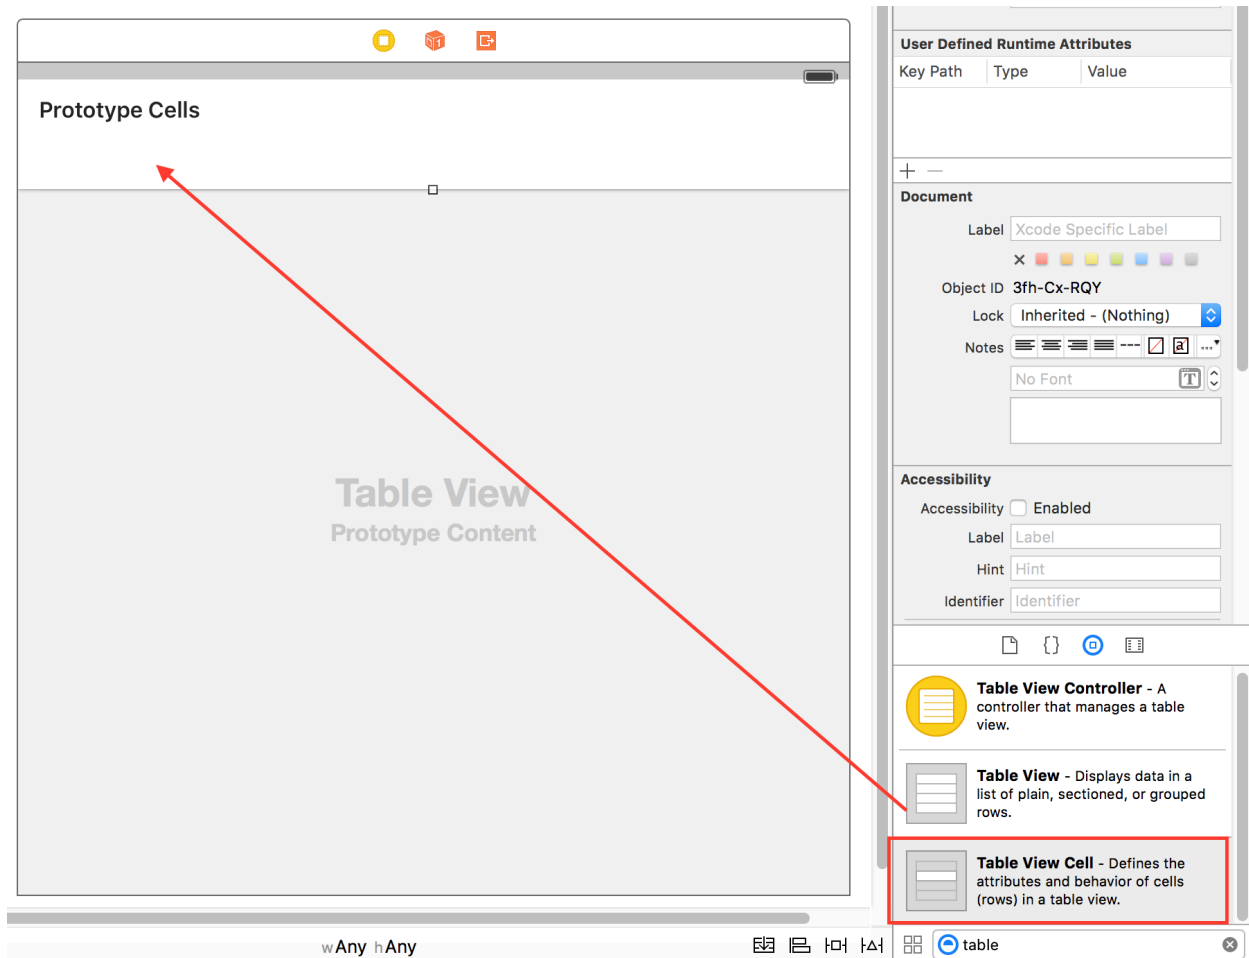 Prototype Cells
Table View
Prototype Content
wAny hAny
User Defined Runtime Attributes
Key Path Type Value
Document
Label Xcode Specific Label
Object ID 3fh-Cx-RQY
Lock Inherited - (Nothing)
Notes
a
No Font T
Accessibility
Accessibility Enabled
Label Label
Hint Hint
Identifier Identifier
{}
Table View Controller - A
controller that manages a table
view.
Table View - Displays data in a
list of plain, sectioned, or grouped
rows.
Table View Cell - Defines the
attributes and behavior of cells
(rows) in a table view.
table